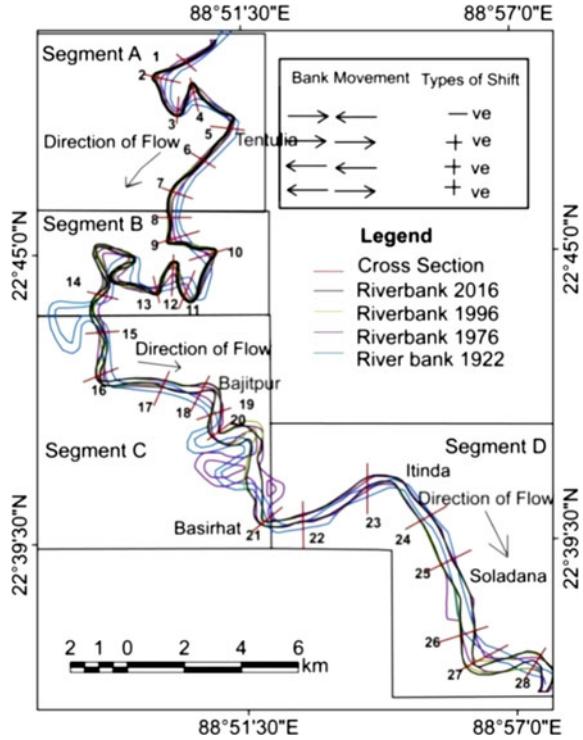 88°51'30"E 88°57'0"E
Segment A
1
2
3
4
5
Tentulia
Direction of Flow
6
7
Bank Movement Types of Shift
— ve
+ ve
+ ve
+ ve
22°45'0"N
22°45'0"N
Segment B
8
9
10
11
12
13
14
Legend
Cross Section
Riverbank 2016
Riverbank 1996
Riverbank 1976
River bank 1922
15
Direction of Flow
16
17
Bajitpur
18
19
20
Segment C
Basirhat
21
Segment D
Itinda
Direction of Flow
22
23
24
22°39'30"N
22°39'30"N
25
Soladana
26
27
28
2 1 0 2 4 6
km
88°51'30"E 88°57'0"E